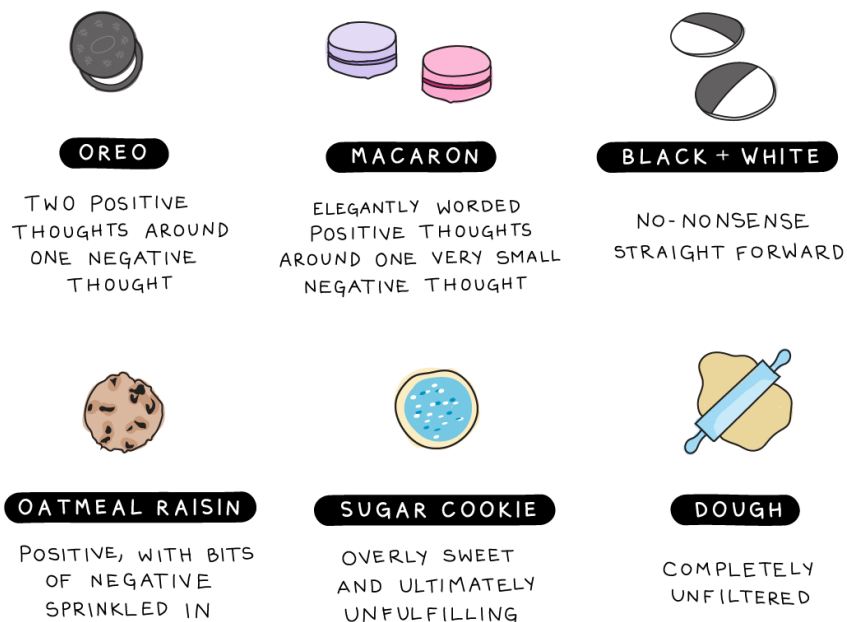 OREO
TWO POSITIVE
THOUGHTS AROUND
ONE NEGATIVE
THOUGHT
MACARON
ELEGANTLY WORDED
POSITIVE THOUGHTS
AROUND ONE VERY SMALL
NEGATIVE THOUGHT
BLACK + WHITE
NO-NONSENSE
STRAIGHT FORWARD
OATMEAL RAISIN
POSITIVE, WITH BITS
OF NEGATIVE
SPRINKLED IN
SUGAR COOKIE
OVERLY SWEET
AND ULTIMATELY
UNFULFILLING
DOUGH
COMPLETELY
UNFILTERED